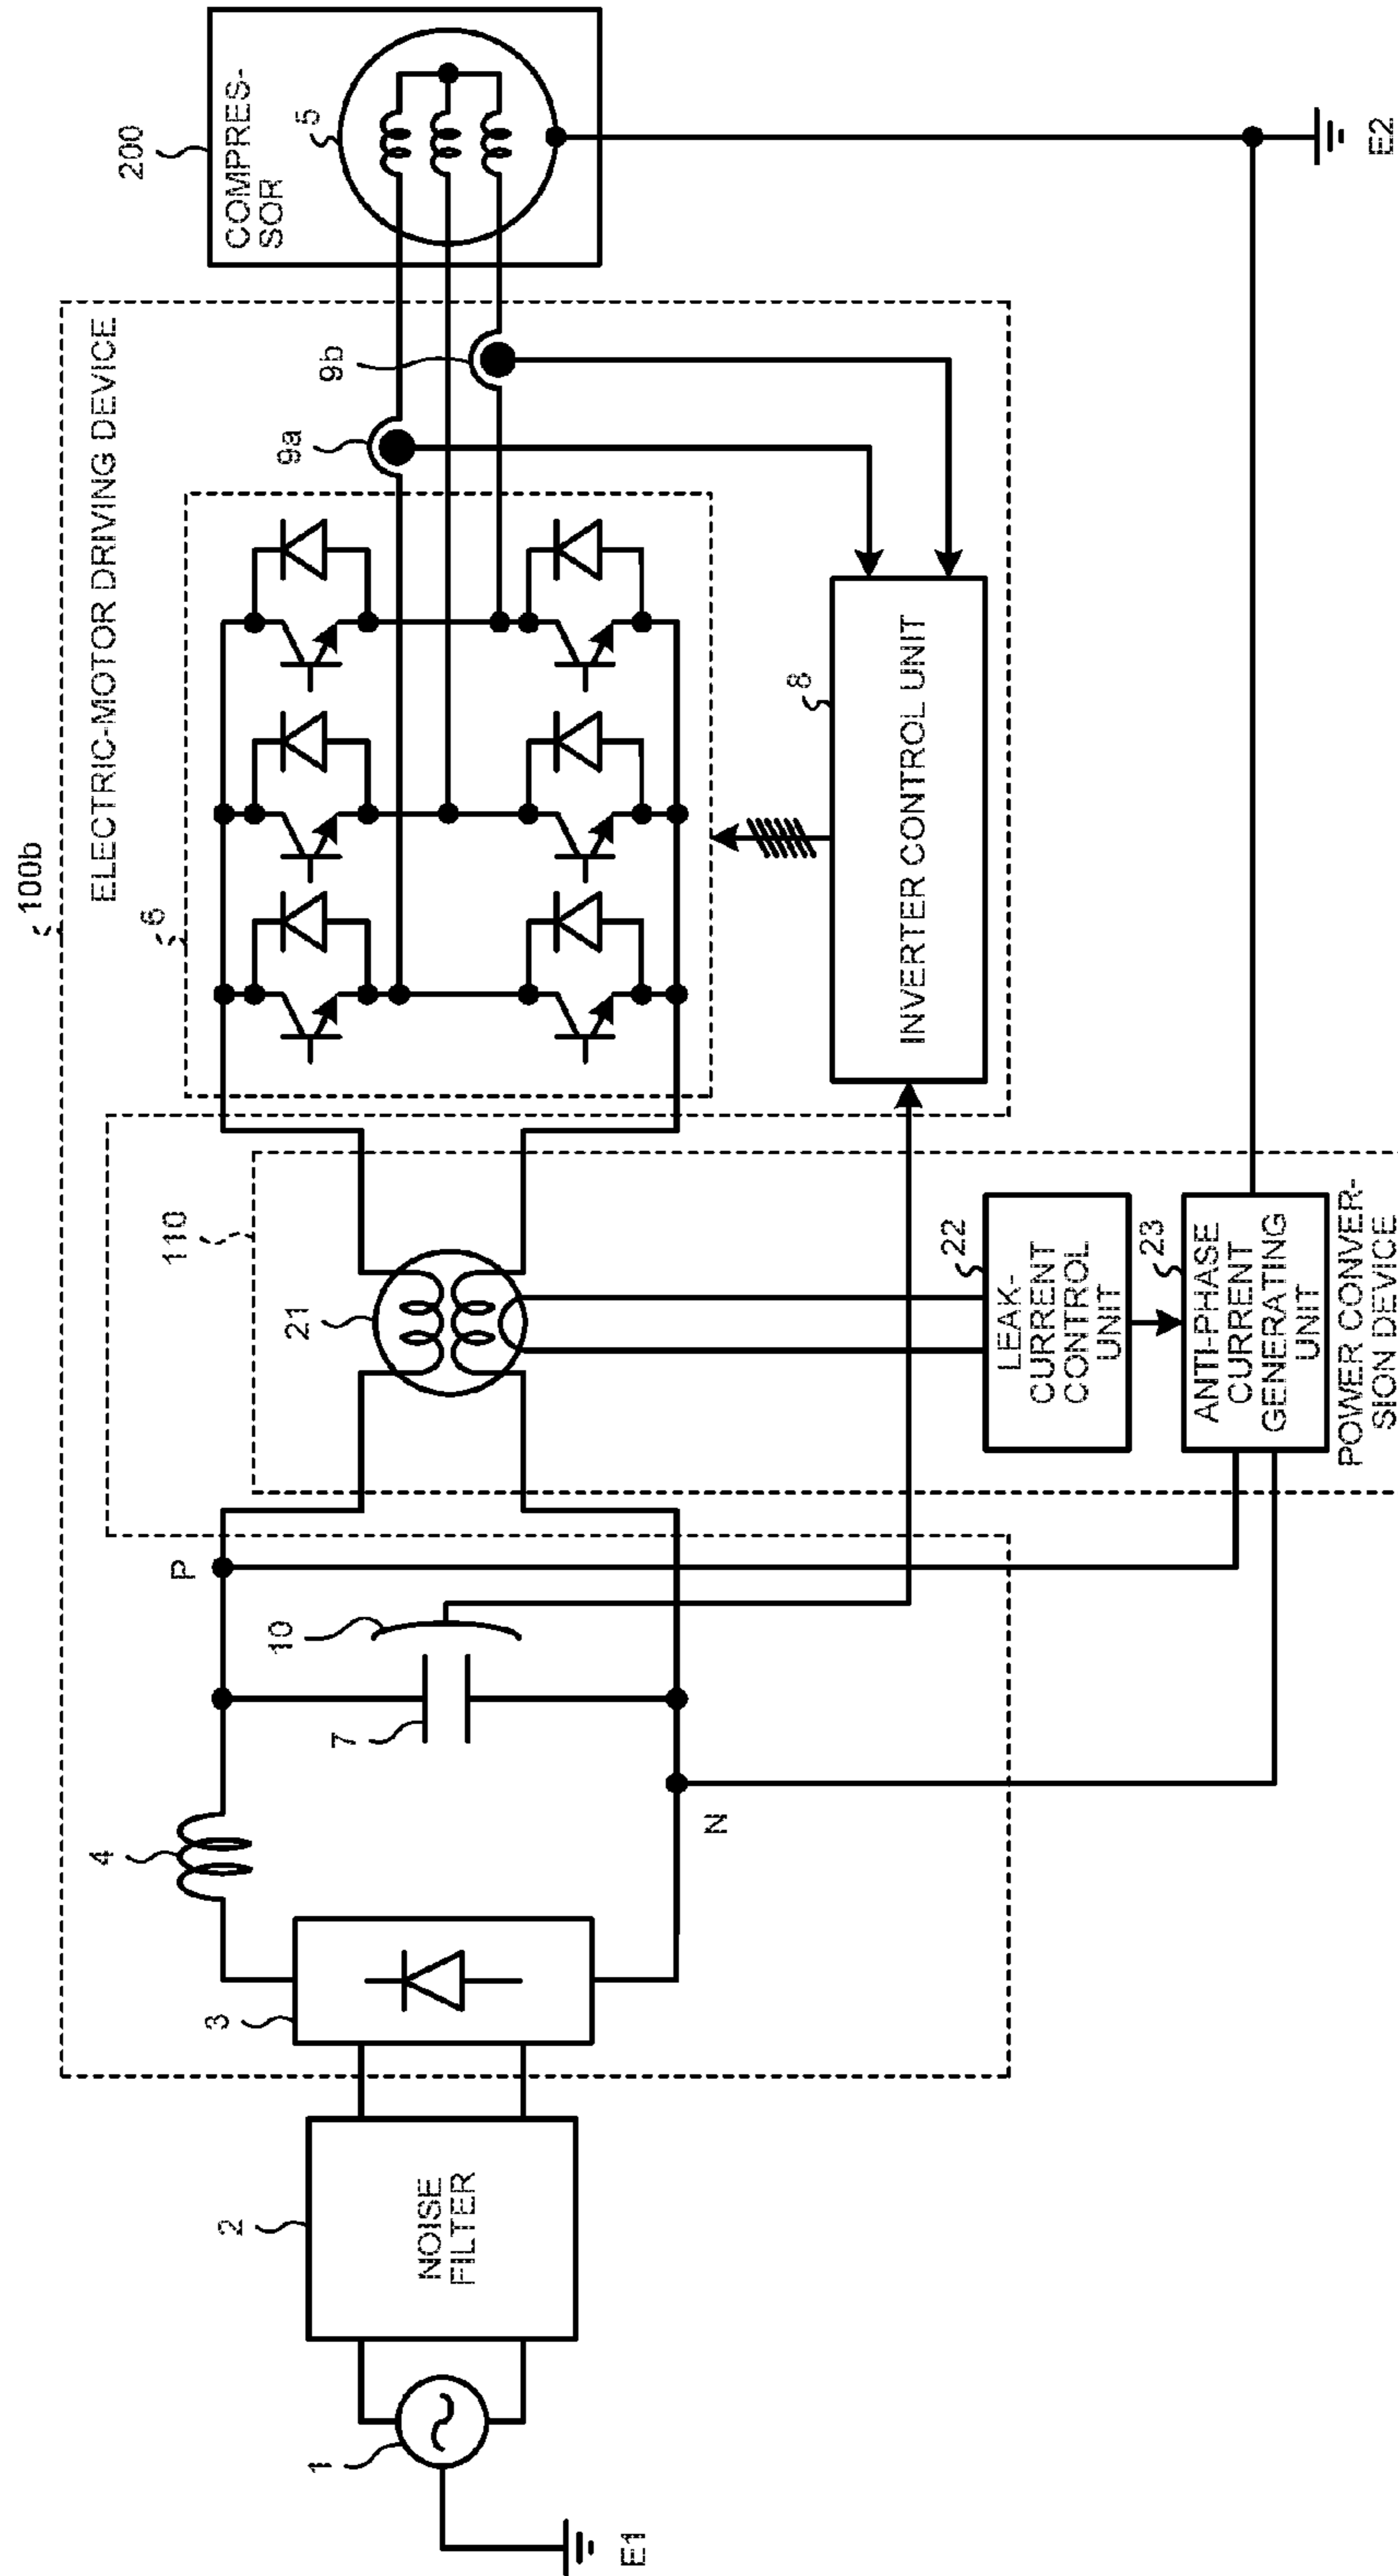 100b
ELECTRIC-MOTOR DRIVING DEVICE
200
COMPRES-
SOR
5
6
9a
9b
110
21
P
10
7
4
3
N
2
NOISE
FILTER
1
E1
8
INVERTER CONTROL UNIT
22
LEAK-
CURRENT
CONTROL
UNIT
23
ANTI-PHASE
CURRENT
GENERATING
UNIT
POWER CONVER-
SION DEVICE
E2